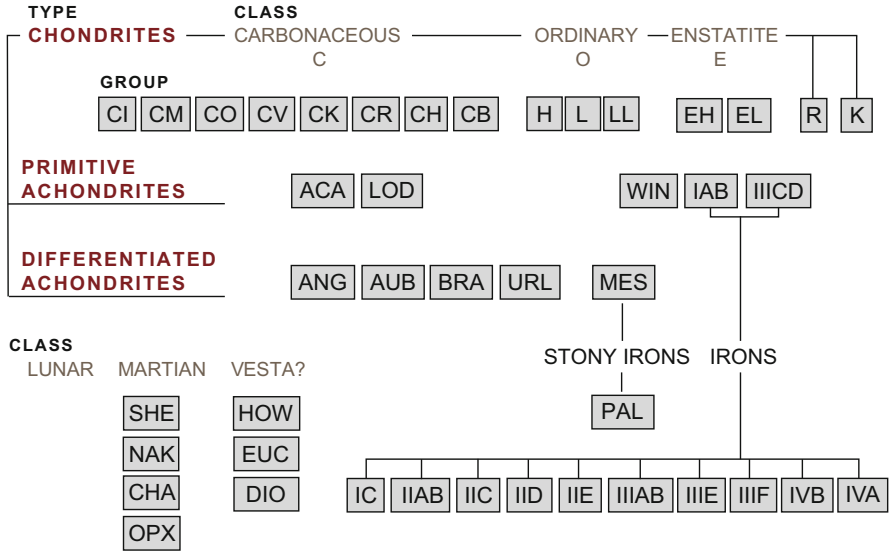 TYPE CLASS
CHONDRITES CARBONACEOUS ORDINARY ENSTATITE
C O E
GROUP
CI CM CO CV CK CR CH CB H L LL EH EL R K
PRIMITIVE
ACHONDRITES
ACA LOD WIN IAB IIICD
DIFFERENTIATED
ACHONDRITES
ANG AUB BRA URL MES
CLASS
STONY IRONS IRONS
LUNAR MARTIAN VESTA?
SHE HOW PAL
NAK EUC
CHA DIO IC IIAB IIC IID IIE IIIAB IIIE IIIF IVB IVA
OPX